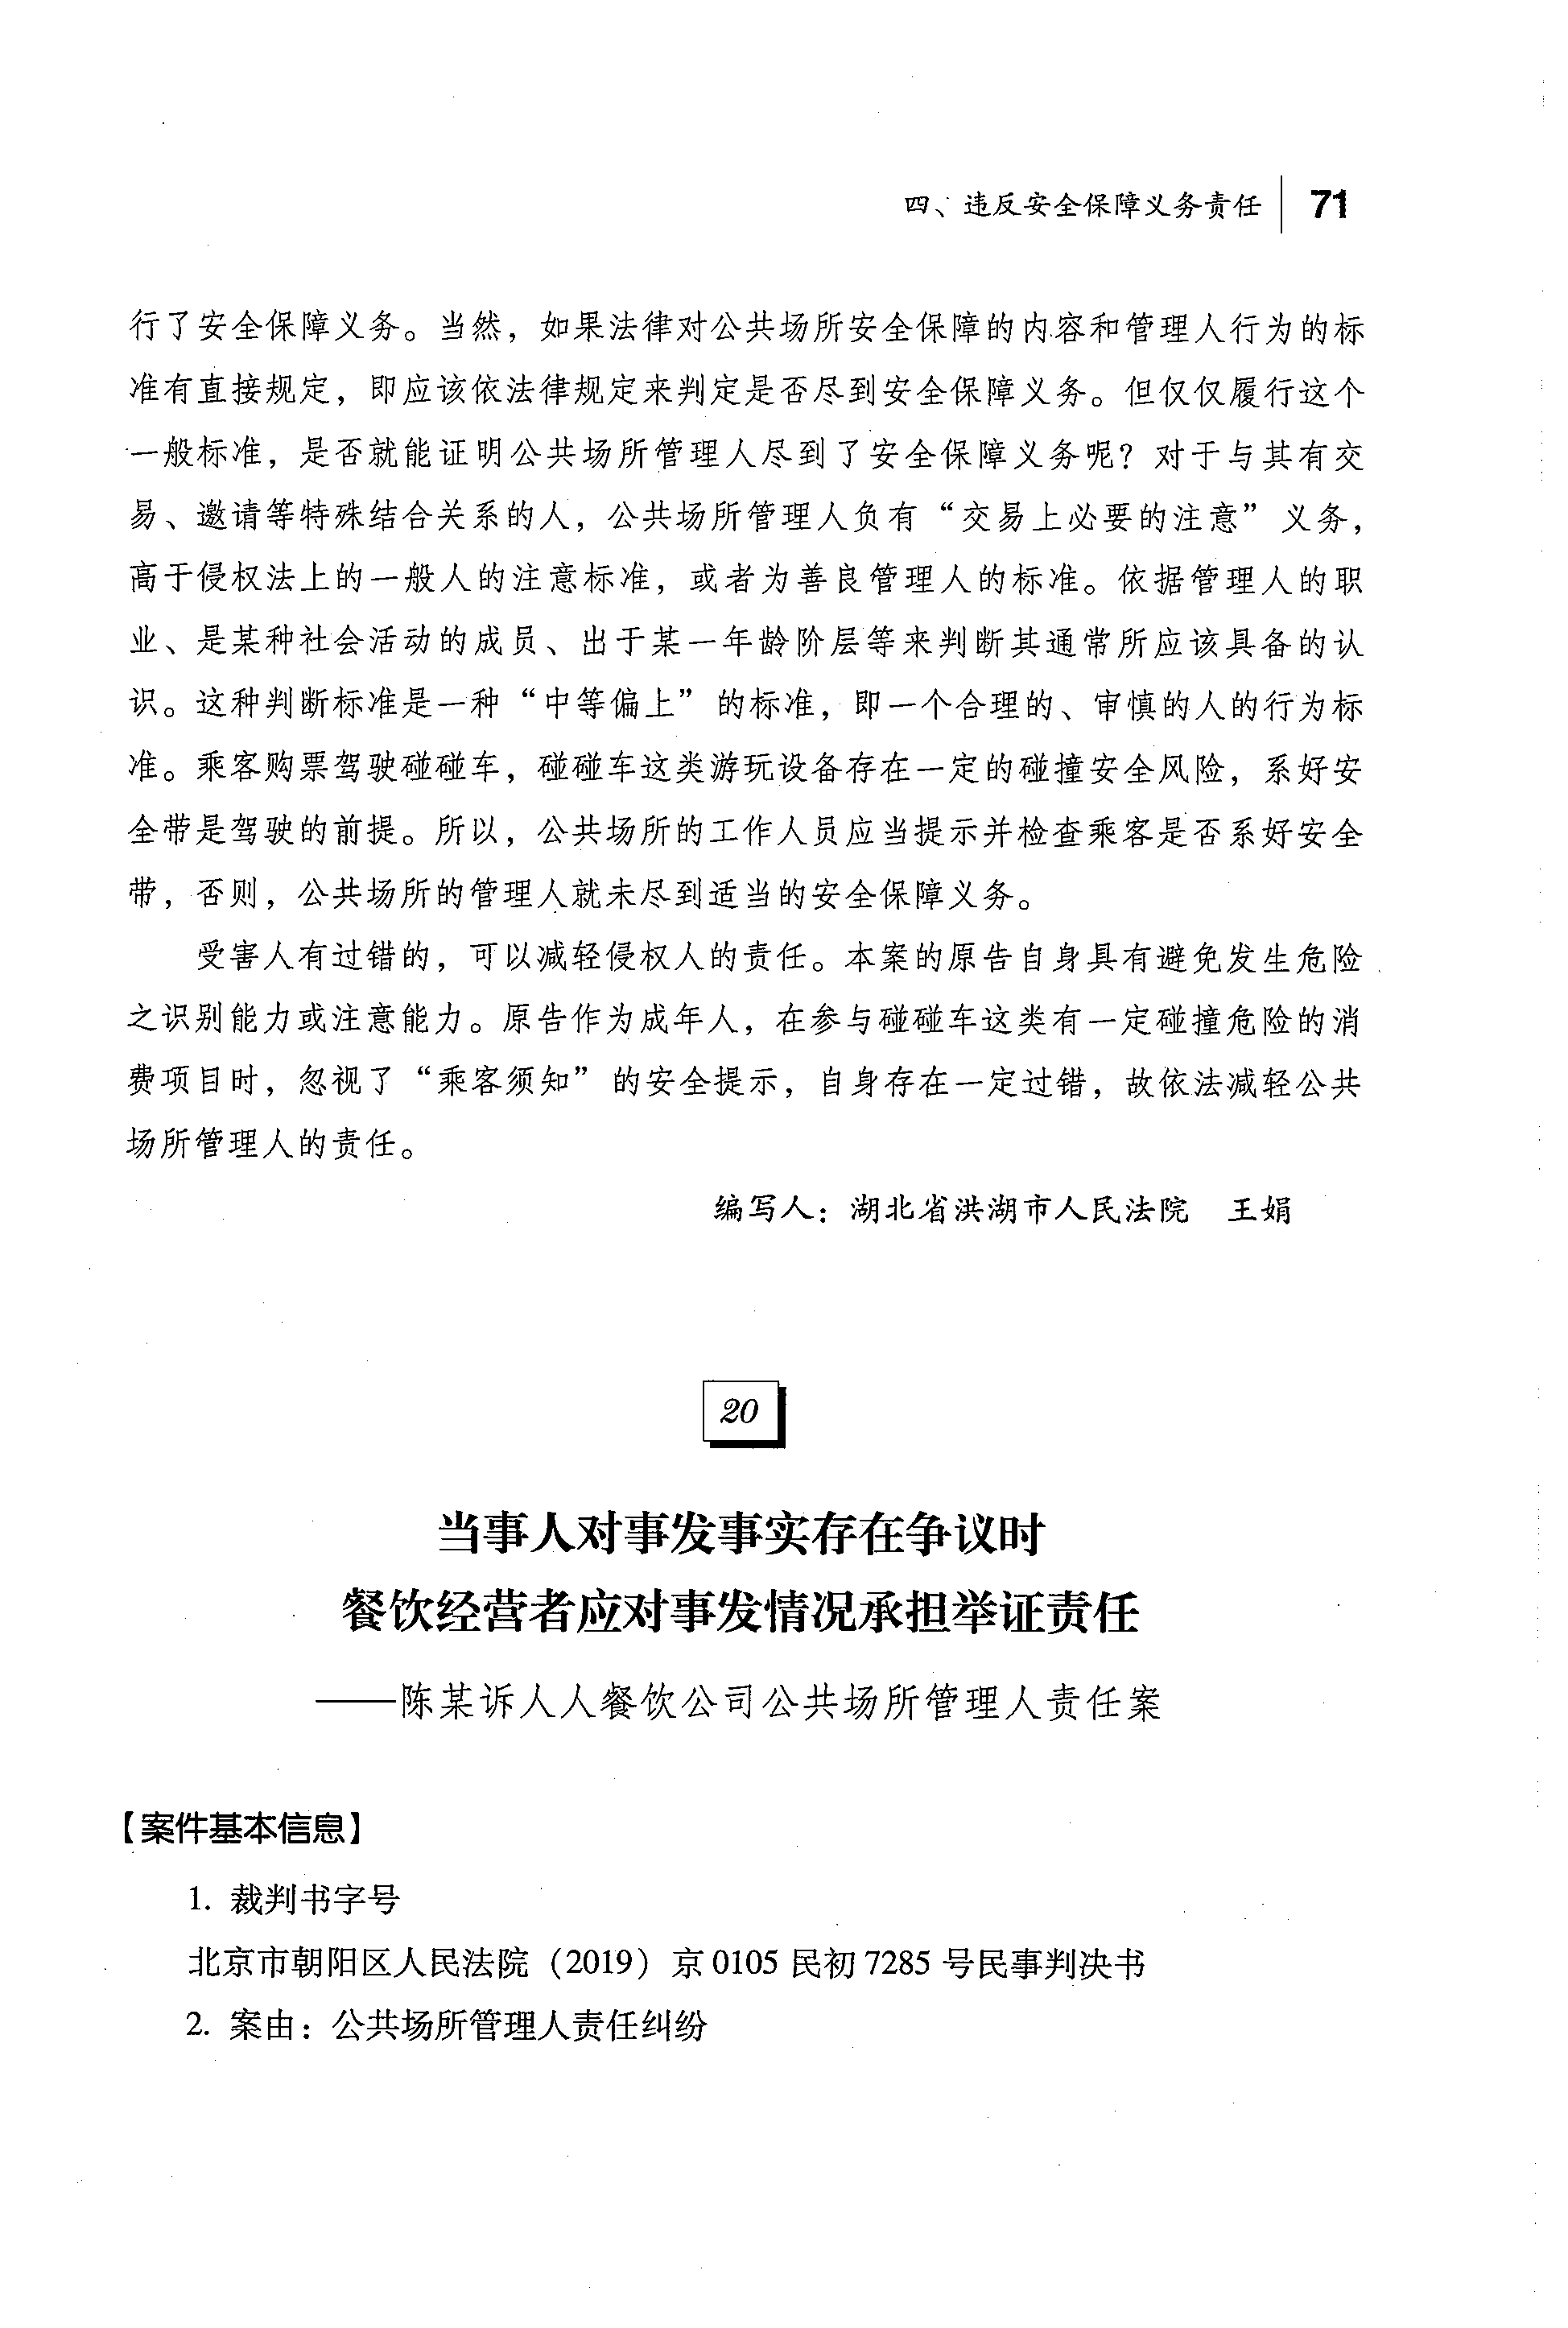 四、违反安全保障义务责任 71
行了安全保障义务。当然，如果法律对公共场所安全保障的内容和管理人行为的标
准有直接规定，即应该依法律规定来判定是否尽到安全保障义务。但仅仅履行这个
一般标准，是否就能证明公共场所管理人尽到了安全保障义务呢？对于与其有交
易、邀请等特殊结合关系的人，公共场所管理人负有“交易上必要的注意”义务，
高于侵权法上的一般人的注意标准，或者为善良管理人的标准。依据管理人的职
业、是某种社会活动的成员、出于某一年龄阶层等来判断其通常所应该具备的认
识。这种判断标准是一种“中等偏上”的标准，即一个合理的、审慎的人的行为标
准。乘客购票驾驶碰碰车，碰碰车这类游玩设备存在一定的碰撞安全风险，系好安
全带是驾驶的前提。所以，公共场所的工作人员应当提示并检查乘客是否系好安全
带，否则，公共场所的管理人就未尽到适当的安全保障义务。
受害人有过错的，可以减轻侵权人的责任。本案的原告自身具有避免发生危险
之识别能力或注意能力。原告作为成年人，在参与碰碰车这类有一定碰撞危险的消
费项目时，忽视了“乘客须知”的安全提示，自身存在一定过错，故依法减轻公共
场所管理人的责任。
编写人：湖北省洪湖市人民法院 王娟
20
当事人对事发事实存在争议时
餐饮经营者应对事发情况承担举证责任
——陈某诉人人餐饮公司公共场所管理人责任案
【案件基本信息】
1. 裁判书字号
北京市朝阳区人民法院（2019）京 0105 民初 7285 号民事判决书
2. 案由：公共场所管理人责任纠纷